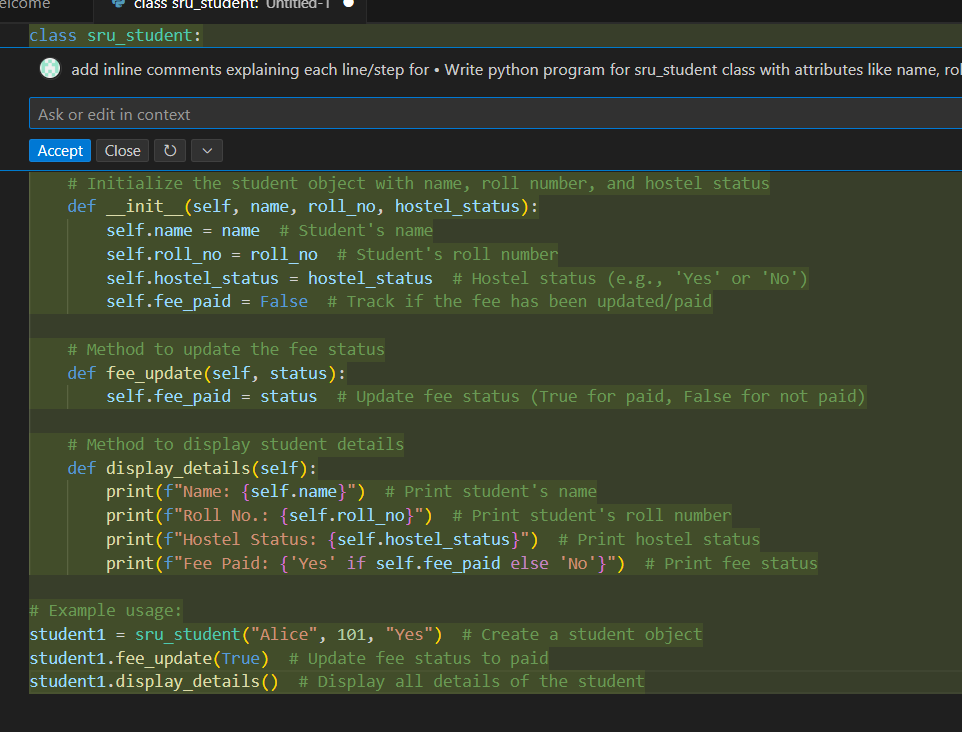 elcome
class sru_student: Untitled-1
class sru_student:
add inline comments explaining each line/step for • Write python program for sru_student class with attributes like name, rol
Ask or edit in context
Accept Close
    # Initialize the student object with name, roll number, and hostel status
    def __init__(self, name, roll_no, hostel_status):
        self.name = name  # Student's name
        self.roll_no = roll_no  # Student's roll number
        self.hostel_status = hostel_status  # Hostel status (e.g., 'Yes' or 'No')
        self.fee_paid = False  # Track if the fee has been updated/paid
    # Method to update the fee status
    def fee_update(self, status):
        self.fee_paid = status  # Update fee status (True for paid, False for not paid)
    # Method to display student details
    def display_details(self):
        print(f"Name: {self.name}")  # Print student's name
        print(f"Roll No.: {self.roll_no}")  # Print student's roll number
        print(f"Hostel Status: {self.hostel_status}")  # Print hostel status
        print(f"Fee Paid: {'Yes' if self.fee_paid else 'No'}")  # Print fee status
# Example usage:
student1 = sru_student("Alice", 101, "Yes")  # Create a student object
student1.fee_update(True)  # Update fee status to paid
student1.display_details()  # Display all details of the student